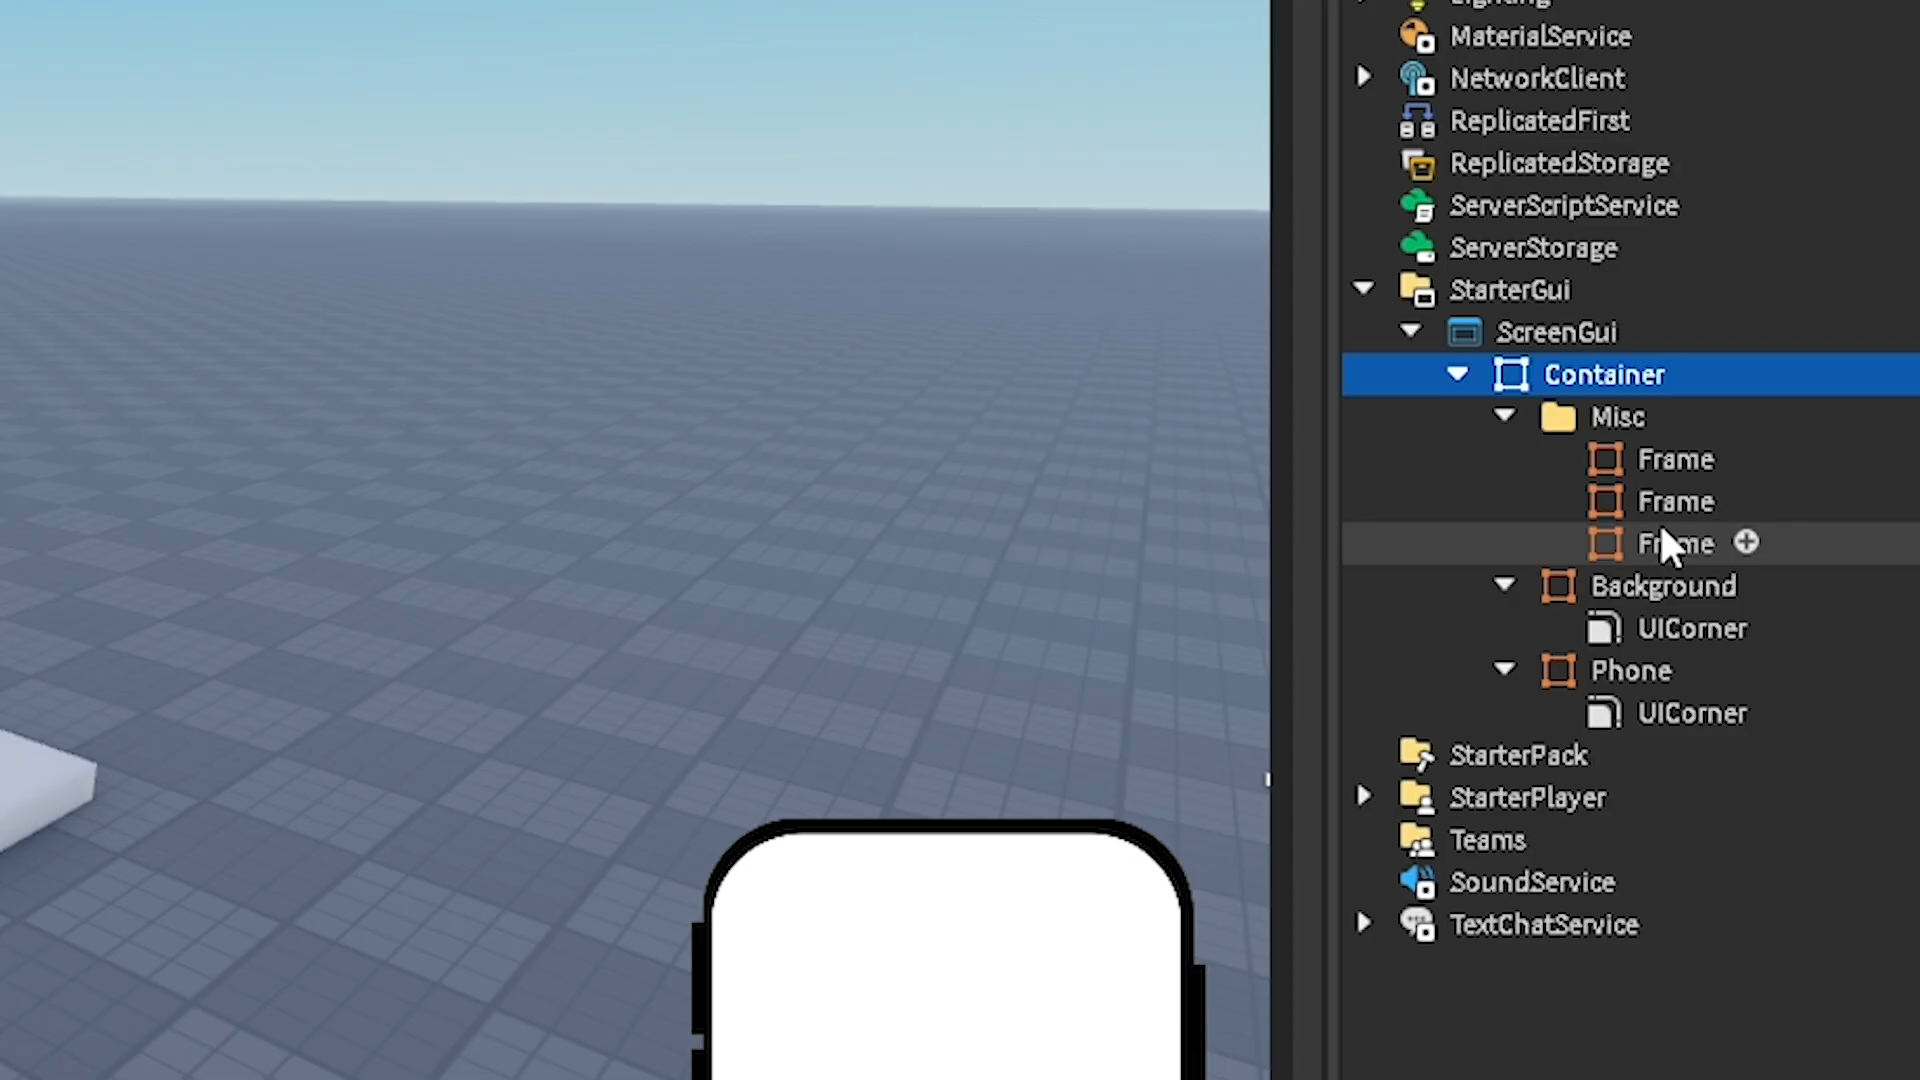 Lighting
MaterialService
NetworkClient
ReplicatedFirst
ReplicatedStorage
ServerScriptService
ServerStorage
StarterGui
ScreenGui
Container
Misc
Frame
Frame
Frame
Background
UICorner
Phone
UICorner
StarterPack
StarterPlayer
Teams
SoundService
TextChatService